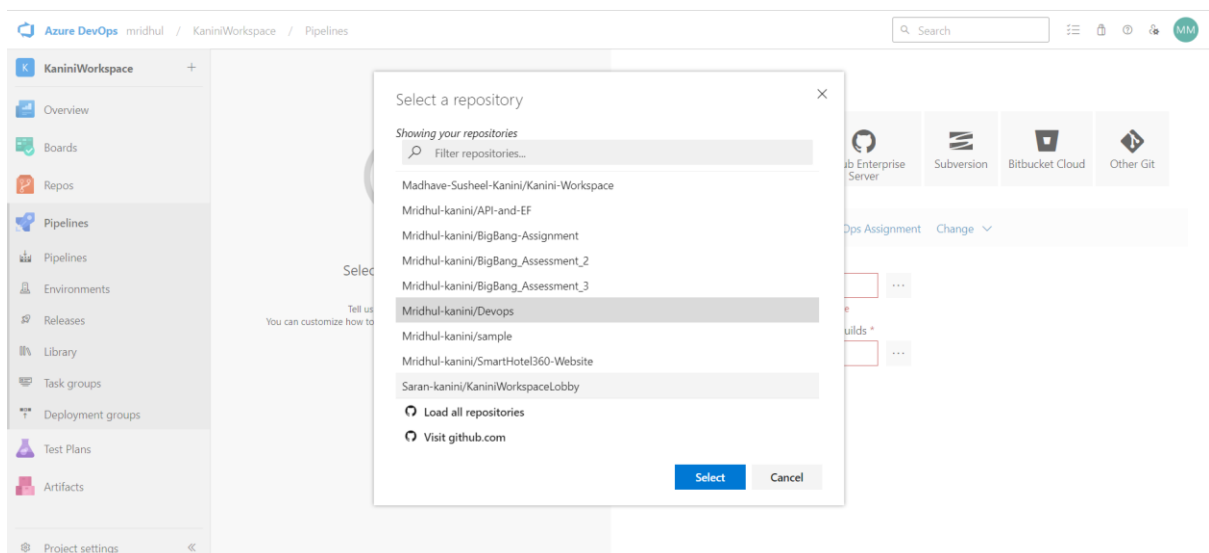 Azure DevOps mridhul / KaniniWorkspace / Pipelines
Search
MM
K KaniniWorkspace
Overview
Boards
Repos
Pipelines
Pipelines
Environments
Releases
Library
Task groups
Deployment groups
Test Plans
Artifacts
Project settings
Selec
Tell us
You can customize how to
Select a repository
Showing your repositories
Filter repositories...
Madhave-Susheel-Kanini/Kanini-Workspace
Mridhul-kanini/API-and-EF
Mridhul-kanini/BigBang-Assignment
Mridhul-kanini/BigBang_Assessment_2
Mridhul-kanini/BigBang_Assessment_3
Mridhul-kanini/Devops
Mridhul-kanini/sample
Mridhul-kanini/SmartHotel360-Website
Saran-kanini/KaniniWorkspaceLobby
Load all repositories
Visit github.com
Select
Cancel
ub Enterprise
Server
Subversion
Bitbucket Cloud
Other Git
Ops Assignment Change
...
e
uilds *
...